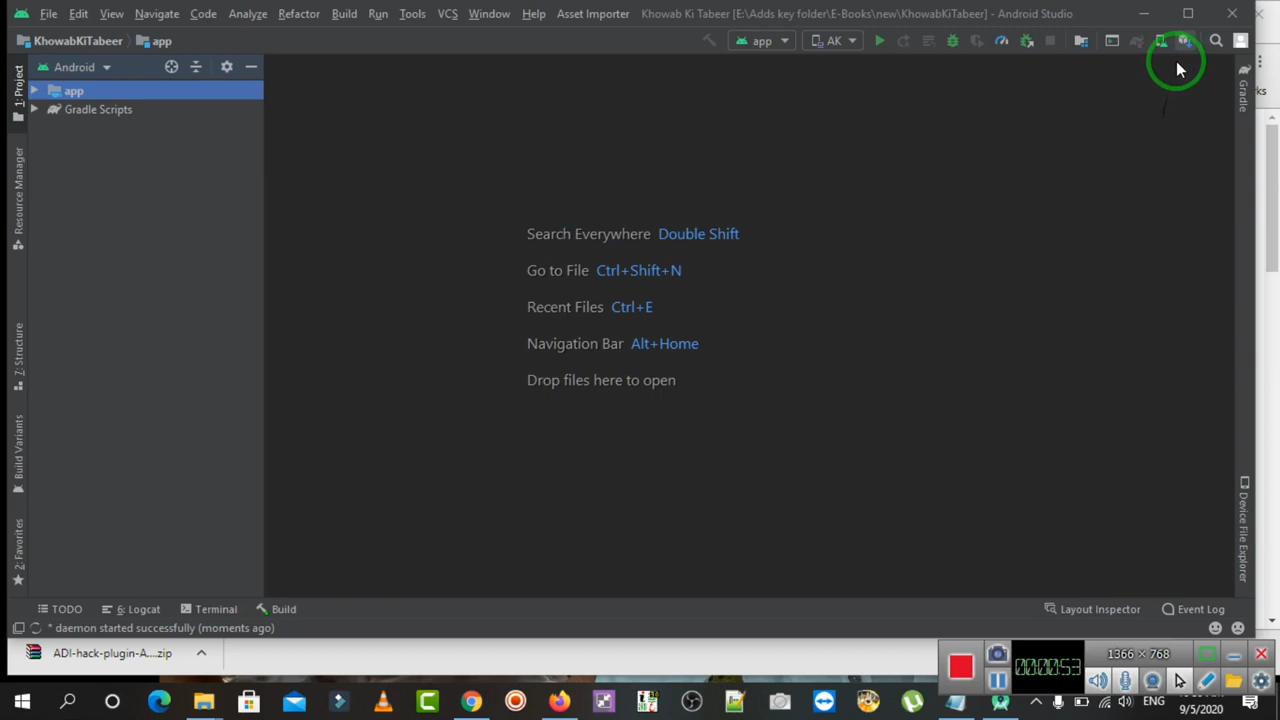 File Edit View Navigate Code Analyze Refactor Build Run Tools VCS Window Help Asset Importer Khowab Ki Tabeer [E:\Adds key folder\E-Books\new\KhowabKiTabeer] - Android Studio
KhowabKiTabeer app
app AK
1: Project
Android
app
Gradle Scripts
Resource Manager
7: Structure
Build Variants
2: Favorites
Search Everywhere Double Shift
Go to File Ctrl+Shift+N
Recent Files Ctrl+E
Navigation Bar Alt+Home
Drop files here to open
Gradle
Device File Explorer
TODO 6: Logcat Terminal Build
Layout Inspector Event Log
* daemon started successfully (moments ago)
ADI-hack-plugin-A....zip
1366 × 768
00:00:53
ENG
9/5/2020